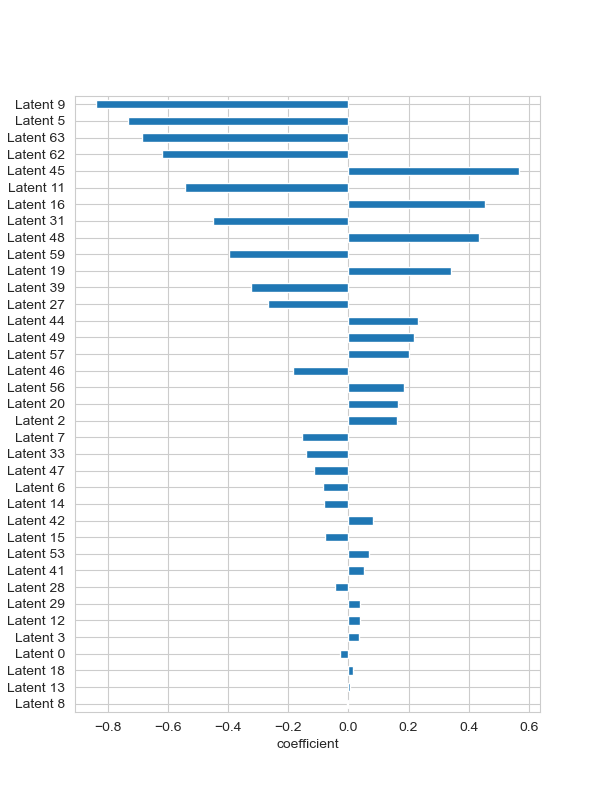 Latent 9
Latent 5
Latent 63
Latent 62
Latent 45
Latent 11
Latent 16
Latent 31
Latent 48
Latent 59
Latent 19
Latent 39
Latent 27
Latent 44
Latent 49
Latent 57
Latent 46
Latent 56
Latent 20
Latent 2
Latent 7
Latent 33
Latent 47
Latent 6
Latent 14
Latent 42
Latent 15
Latent 53
Latent 41
Latent 28
Latent 29
Latent 12
Latent 3
Latent 0
Latent 18
Latent 13
Latent 8
−0.8 −0.6 −0.4 −0.2 0.0 0.2 0.4 0.6
coefficient